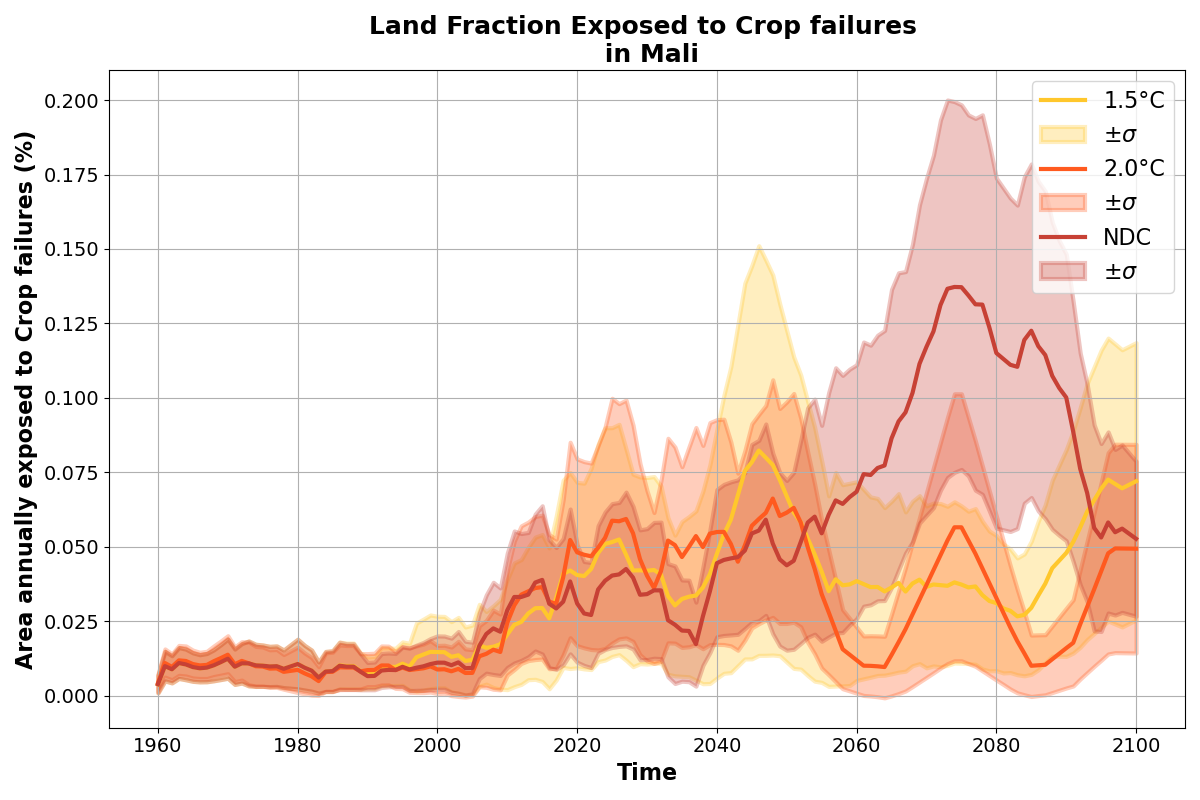 Land Fraction Exposed to Crop failures
in Mali
Area annually exposed to Crop failures (%)
0.200
0.175
0.150
0.125
0.100
0.075
0.050
0.025
0.000
1960
1980
2000
2020
2040
2060
2080
2100
Time
1.5°C
±σ
2.0°C
±σ
NDC
±σ